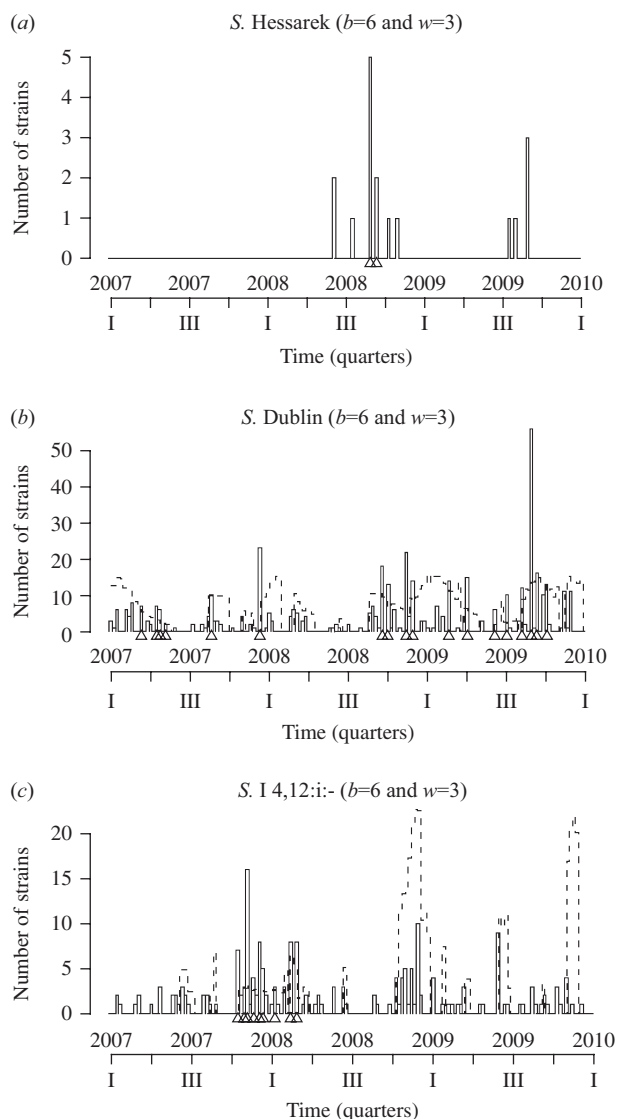 (a) S. Hessarek (b=6 and w=3)
Number of strains
5
4
3
2
1
0
2007 2007 2008 2008 2009 2009 2010
I III I III I III I
Time (quarters)
(b) S. Dublin (b=6 and w=3)
Number of strains
50
40
30
20
10
0
2007 2007 2008 2008 2009 2009 2010
I III I III I III I
Time (quarters)
(c) S. I 4,12:i:- (b=6 and w=3)
Number of strains
20
15
10
5
0
2007 2007 2008 2008 2009 2009 2010
I III I III I III I
Time (quarters)